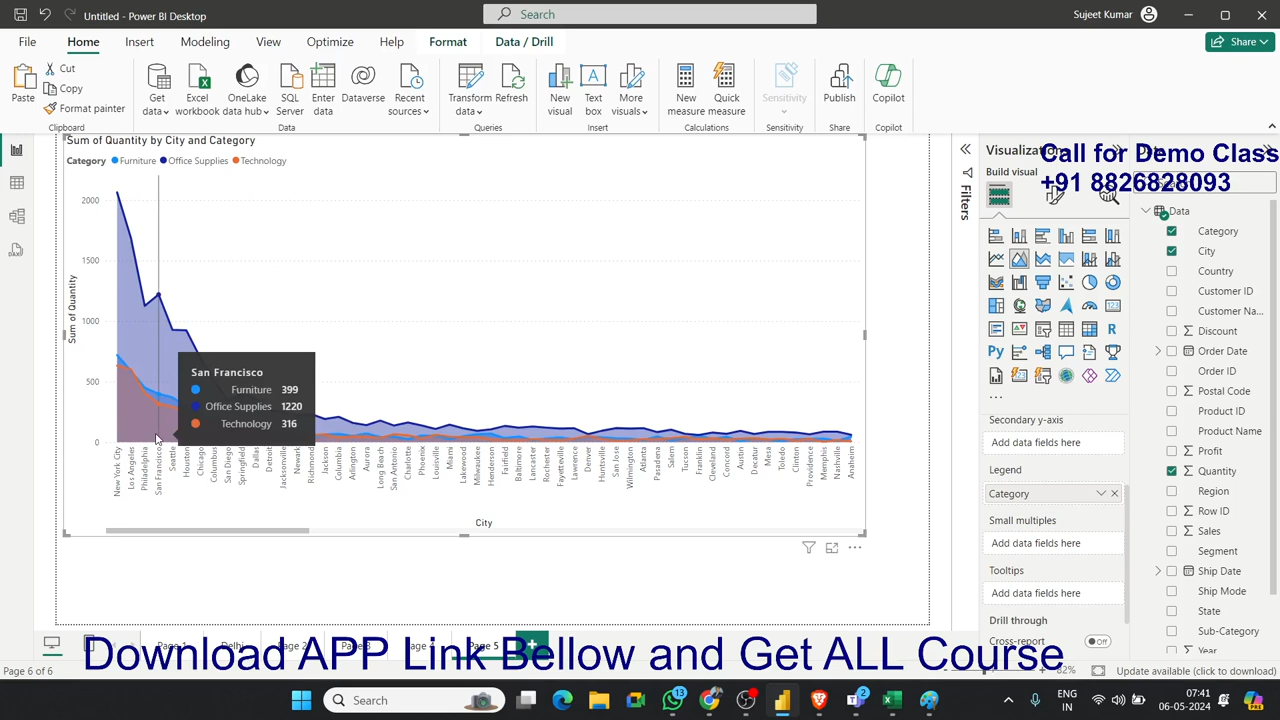 Untitled - Power BI Desktop
Search
Sujeet Kumar
File
Home
Insert
Modeling
View
Optimize
Help
Format
Data / Drill
Share
Paste
Cut
Copy
Format painter
Clipboard
Get data
Excel workbook
OneLake data hub
SQL Server
Enter data
Dataverse
Recent sources
Data
Transform data
Refresh
Queries
New visual
Text box
More visuals
Insert
New measure
Quick measure
Calculations
Sensitivity
Sensitivity
Publish
Share
Copilot
Copilot
Sum of Quantity by City and Category
Category Furniture Office Supplies Technology
2000
1500
1000
500
0
Sum of Quantity
San Francisco
Furniture 399
Office Supplies 1220
Technology 316
New York City
Los Angeles
Philadelphia
San Francisco
Seattle
Houston
Chicago
Columbus
San Diego
Springfield
Dallas
Detroit
Jacksonville
Newark
Richmond
Jackson
Columbia
Arlington
Aurora
Long Beach
San Antonio
Charlotte
Phoenix
Louisville
Miami
Lakewood
Milwaukee
Henderson
Fairfield
Baltimore
Lancaster
Rochester
Fayetteville
Lawrence
Denver
Huntsville
San Jose
Wilmington
Atlanta
Pasadena
Salem
Tucson
Franklin
Cleveland
Concord
Austin
Decatur
Mesa
Toledo
Clinton
Providence
Memphis
Nashville
Anaheim
City
Filters
Call for Demo Class
+91 8826828093
Build visual
Secondary y-axis
Add data fields here
Legend
Category
Small multiples
Add data fields here
Tooltips
Add data fields here
Drill through
Cross-report
Off
Data
Category
City
Country
Customer ID
Customer Na...
Discount
Order Date
Order ID
Postal Code
Product ID
Product Name
Profit
Quantity
Region
Row ID
Sales
Segment
Ship Date
Ship Mode
State
Sub-Category
Year
Delhi
Page 5
Download APP Link Bellow and Get ALL Course
Page 6 of 6
82%
Update available (click to download)
Search
13
2
ENG
IN
07:41
06-05-2024